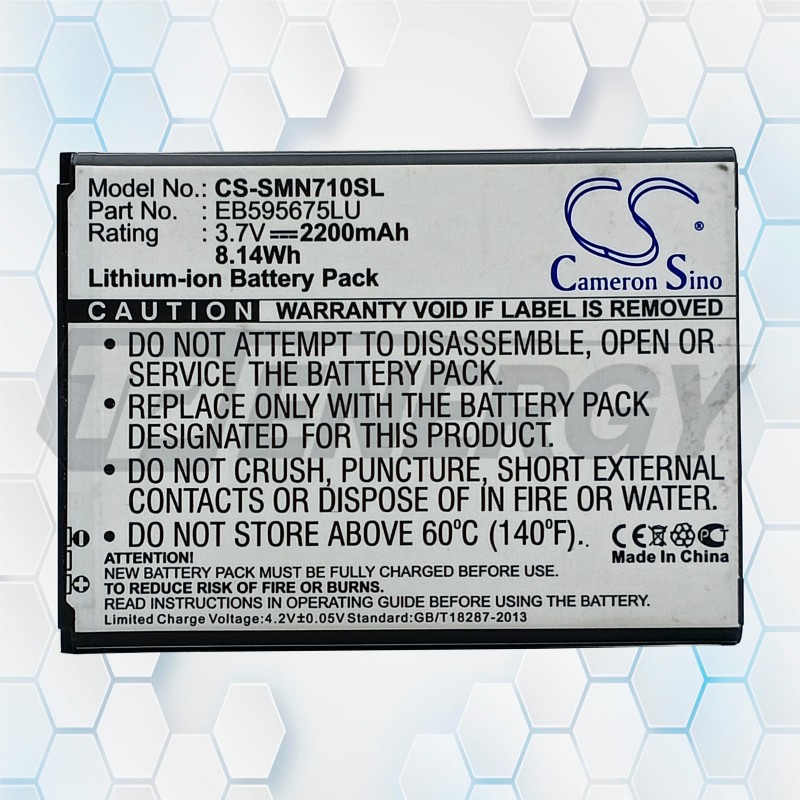 Model No.: CS-SMN710SL
Part No. : EB595675LU
Rating : 3.7V⎓2200mAh
8.14Wh
Lithium-ion Battery Pack
CS
®
Cameron Sino
CAUTION WARRANTY VOID IF LABEL IS REMOVED
• DO NOT ATTEMPT TO DISASSEMBLE, OPEN OR
SERVICE THE BATTERY PACK.
• REPLACE ONLY WITH THE BATTERY PACK
DESIGNATED FOR THIS PRODUCT.
• DO NOT CRUSH, PUNCTURE, SHORT EXTERNAL
CONTACTS OR DISPOSE OF IN FIRE OR WATER.
• DO NOT STORE ABOVE 60ºC (140ºF).
CE
Made In China
ATTENTION!
NEW BATTERY PACK MUST BE FULLY CHARGED BEFORE USE.
TO REDUCE RISK OF FIRE OR BURNS.
READ INSTRUCTIONS IN OPERATING GUIDE BEFORE USING BATTERY.
Limited Charge Voltage:4.2V±0.05V Standard:GB/T18287-2013